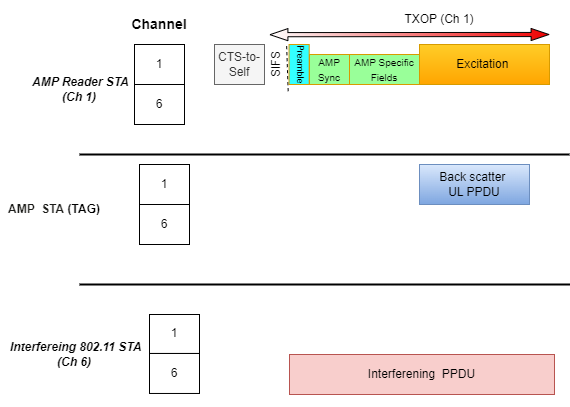 Channel
TXOP (Ch 1)
AMP Reader STA
(Ch 1)
1
6
CTS-to-
Self
SIFS
Preamble
AMP
Sync
AMP Specific
Fields
Excitation
AMP STA (TAG)
1
6
Back scatter
UL PPDU
Interfereing 802.11 STA
(Ch 6)
1
6
Interferening PPDU